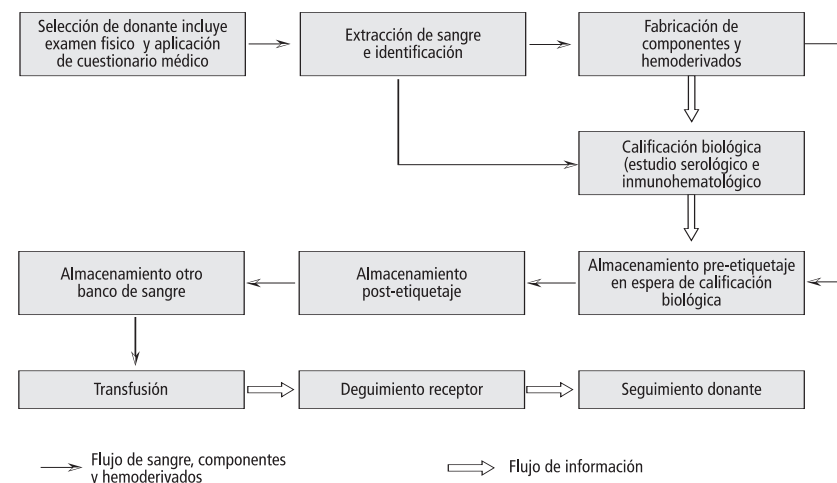 Selección de donante incluye
examen fisico y aplicación
de cuestionario médico
Extracción de sangre
e identificación
Fabricación de
componentes y
hemoderivados
Calificación biológica
(estudio serológico e
inmunohematológico
Almacenamiento otro
banco de sangre
Almacenamiento
post-etiquetaje
Almacenamiento pre-etiquetaje
en espera de calificación
biológica
Transfusión
Deguimiento receptor
Seguimiento donante
Flujo de sangre, componentes
y hemoderivados
Flujo de información